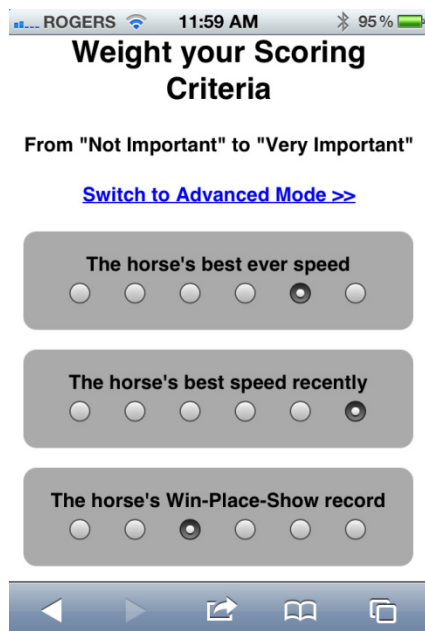 ROGERS 11:59 AM 95%
Weight your Scoring
Criteria
From "Not Important" to "Very Important"
Switch to Advanced Mode >>
The horse's best ever speed
The horse's best speed recently
The horse's Win-Place-Show record